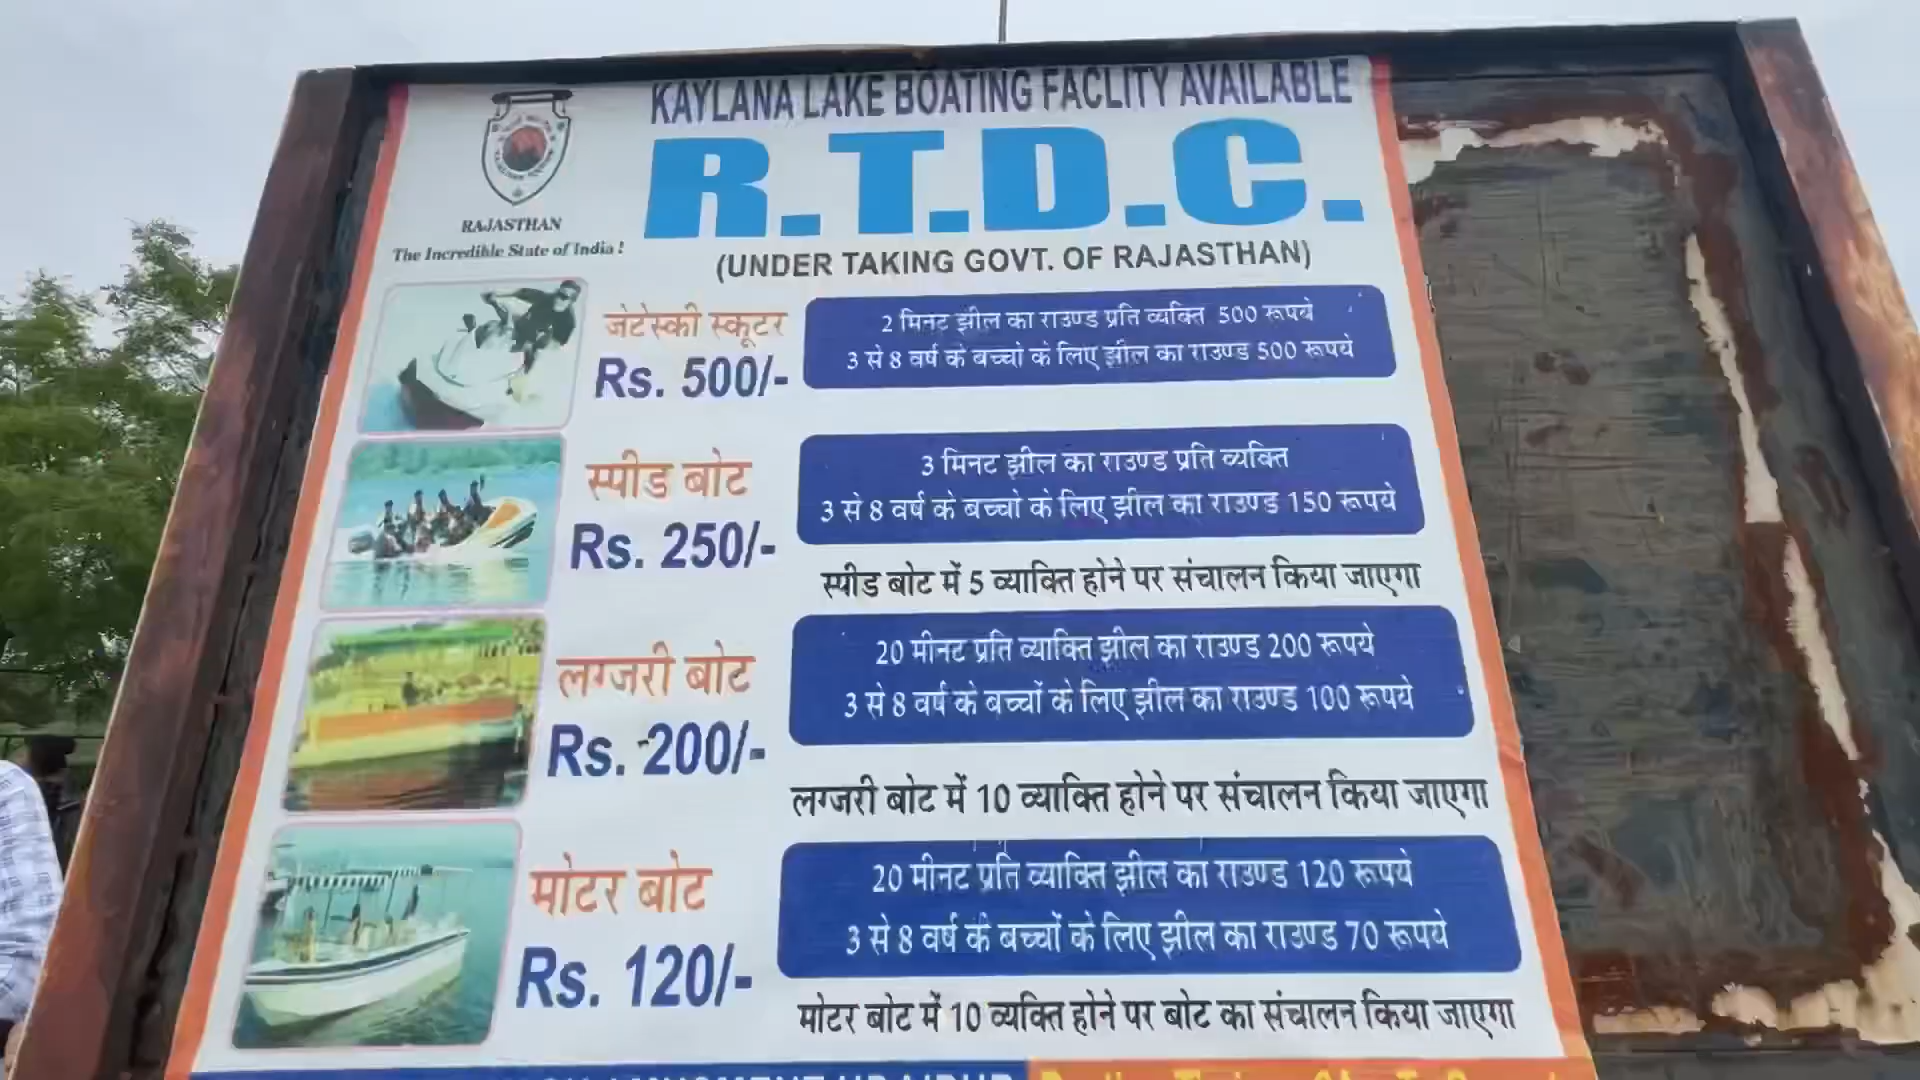 KAYLANA LAKE BOATING FACLITY AVAILABLE
R.T.D.C.
(UNDER TAKING GOVT. OF RAJASTHAN)
RAJASTHAN
The Incredible State of India !
जेटेस्की स्कूटर
Rs. 500/-
2 मिनट झील का राउण्ड प्रति व्यक्ति 500 रूपये
3 से 8 वर्ष के बच्चो के लिए झील का राउण्ड 500 रूपये
स्पीड बोट
Rs. 250/-
3 मिनट झील का राउण्ड प्रति व्यक्ति
3 से 8 वर्ष के बच्चो के लिए झील का राउण्ड 150 रूपये
स्पीड बोट में 5 व्याक्ति होने पर संचालन किया जाएगा
लग्जरी बोट
Rs. 200/-
20 मीनट प्रति व्याक्ति झील का राउण्ड 200 रूपये
3 से 8 वर्ष के बच्चों के लिए झील का राउण्ड 100 रूपये
लग्जरी बोट में 10 व्याक्ति होने पर संचालन किया जाएगा
मोटर बोट
Rs. 120/-
20 मीनट प्रति व्याक्ति झील का राउण्ड 120 रूपये
3 से 8 वर्ष के बच्चों के लिए झील का राउण्ड 70 रूपये
मोटर बोट में 10 व्यक्ति होने पर बोट का संचालन किया जाएगा